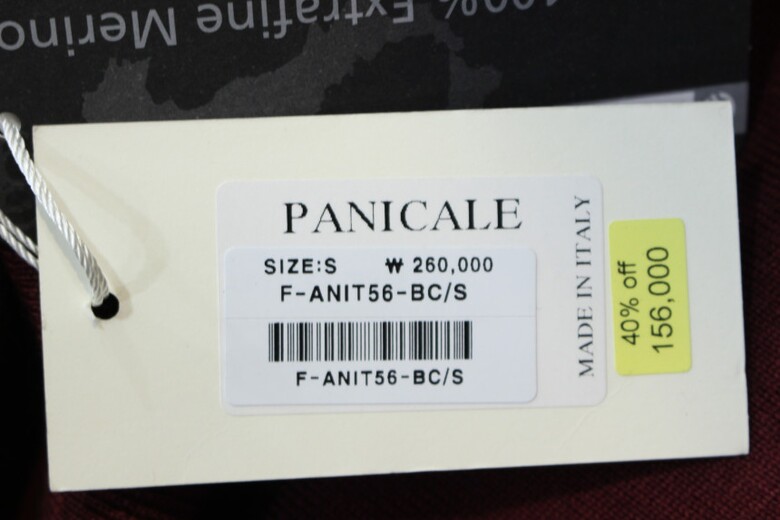 100% Extrafine Merino
PANICALE
SIZE:S ₩ 260,000
F-ANIT56-BC/S
F-ANIT56-BC/S
MADE IN ITALY
40% off
156,000